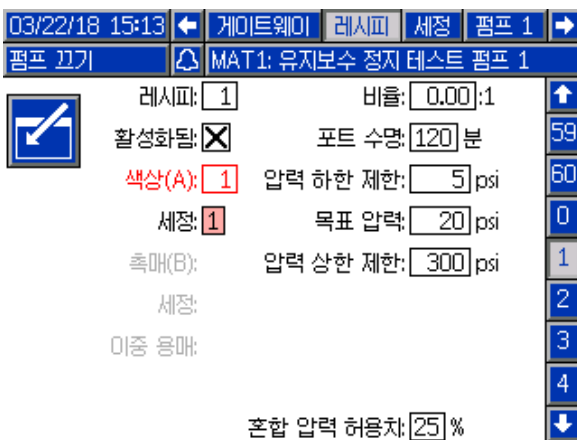 03/22/18 15:13 게이트웨이 레시피 세정 펌프 1
펌프 끄기 MAT1: 유지보수 정지 테스트 펌프 1
레시피: 1 비율: 0.00:1
활성화됨: 포트 수명: 120 분 59
색상(A): 1 압력 하한 제한: 5 psi 60
세정: 1 목표 압력: 20 psi 0
촉매(B): 압력 상한 제한: 300 psi 1
세정: 2
이중 용매: 3
4
혼합 압력 허용치: 25 %